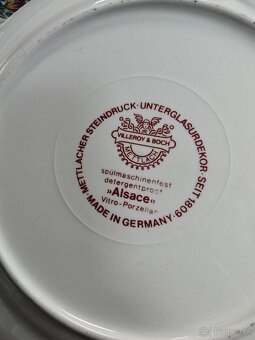 METTLACHER STEINDRUCK · UNTERGLASURDEKOR · SEIT 1809 · MADE IN GERMANY ·
VILLEROY & BOCH
METTLACH
spülmaschinenfest
detergentproof
»Alsace«
Vitro-Porzellan